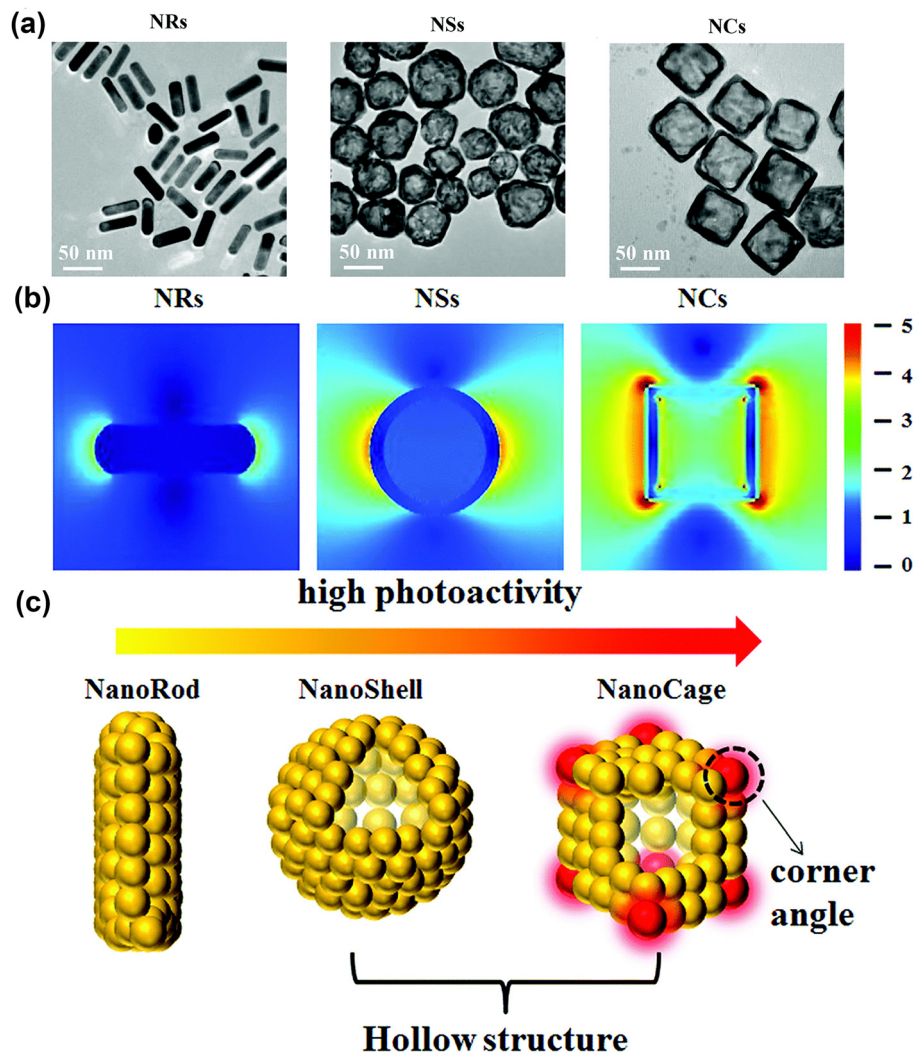 (a)
NRs
NSs
NCs
50 nm
50 nm
50 nm
(b)
NRs
NSs
NCs
5
4
3
2
1
0
(c)
high photoactivity
NanoRod
NanoShell
NanoCage
corner
angle
Hollow structure